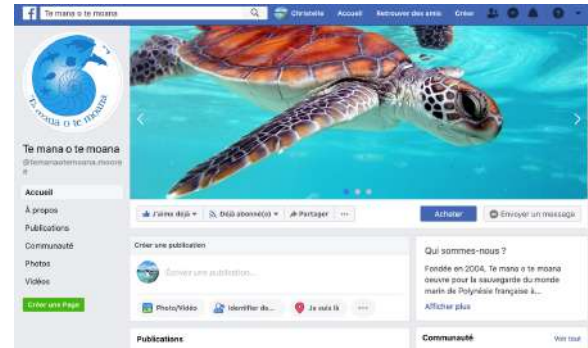 Te mana o te moana
Christelle
Accueil
Retrouver des amis
Créer
Te mana o te moana
Te mana o te moana
@temanaotemoana.moorea
Accueil
À propos
Publications
Communauté
Photos
Vidéos
Créer une Page
J'aime déjà
Déjà abonné(e)
Partager
Acheter
Envoyer un message
Créer une publication
Écrivez une publication...
Photo/Vidéo
Identifier de...
Je suis là
Publications
Qui sommes-nous ?
Fondée en 2004, Te mana o te moana
oeuvre pour la sauvegarde du monde
marin de Polynésie française à...
Afficher plus
Communauté
Voir tout